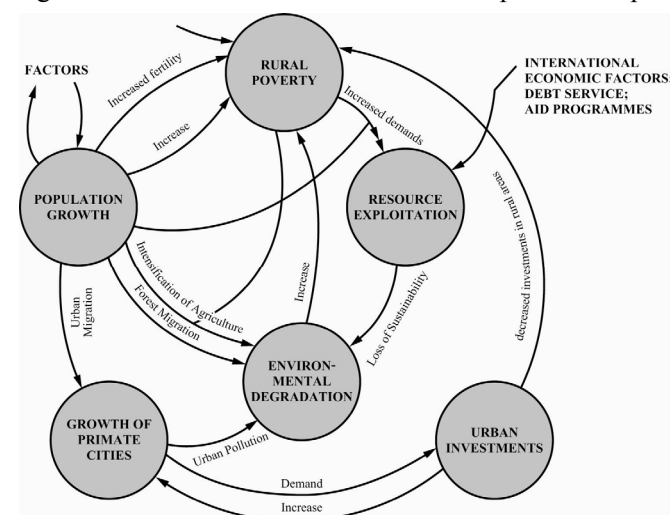 FACTORS
Increased fertility
RURAL
POVERTY
Increased demands
INTERNATIONAL
ECONOMIC FACTORS:
DEBT SERVICE;
AID PROGRAMMES
Increase
POPULATION
GROWTH
RESOURCE
EXPLOITATION
decreased investments in rural areas
Intensification of Agriculture
Forest Migration
Increase
Loss of Sustainability
Urban
Migration
ENVIRON-
MENTAL
DEGRADATION
GROWTH OF
PRIMATE
CITIES
Urban Pollution
URBAN
INVESTMENTS
Demand
Increase